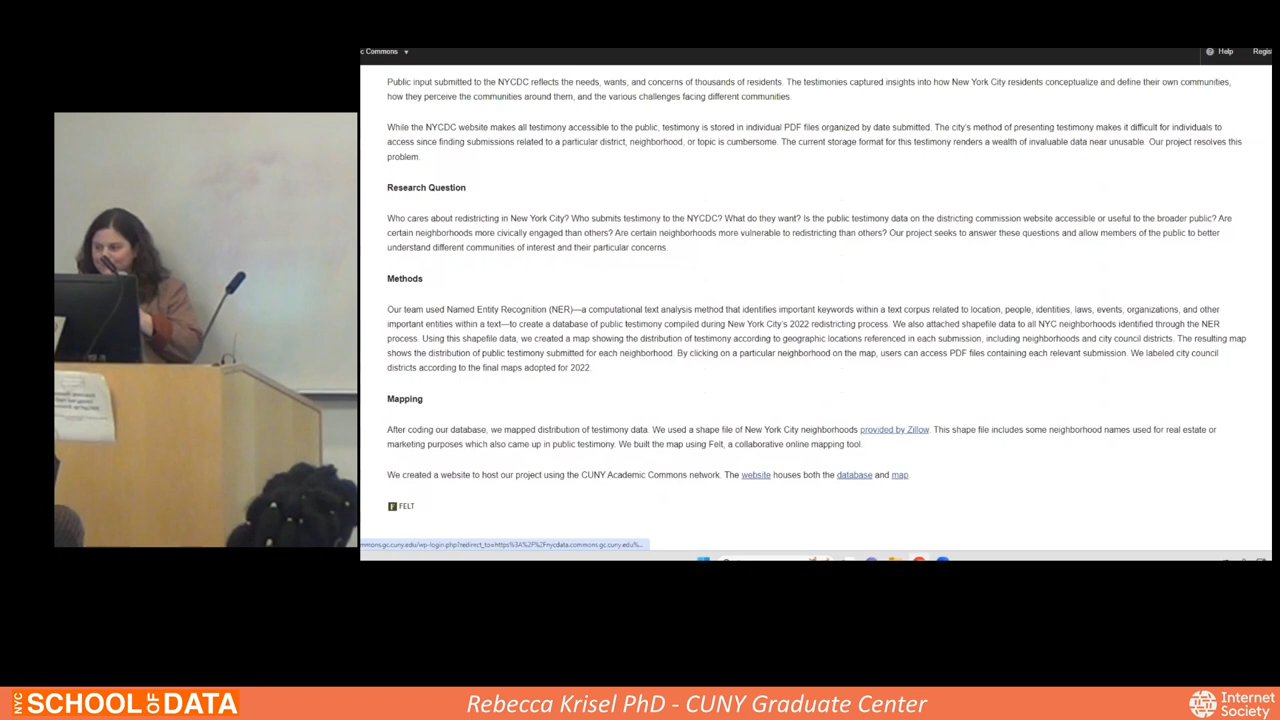 c Commons ▾
Help
Regis
Public input submitted to the NYCDC reflects the needs, wants, and concerns of thousands of residents. The testimonies captured insights into how New York City residents conceptualize and define their own communities,
how they perceive the communities around them, and the various challenges facing different communities.
While the NYCDC website makes all testimony accessible to the public, testimony is stored in individual PDF files organized by date submitted. The city's method of presenting testimony makes it difficult for individuals to
access since finding submissions related to a particular district, neighborhood, or topic is cumbersome. The current storage format for this testimony renders a wealth of invaluable data near unusable. Our project resolves this
problem.
Research Question
Who cares about redistricting in New York City? Who submits testimony to the NYCDC? What do they want? Is the public testimony data on the districting commission website accessible or useful to the broader public? Are
certain neighborhoods more civically engaged than others? Are certain neighborhoods more vulnerable to redistricting than others? Our project seeks to answer these questions and allow members of the public to better
understand different communities of interest and their particular concerns.
Methods
Our team used Named Entity Recognition (NER)—a computational text analysis method that identifies important keywords within a text corpus related to location, people, identities, laws, events, organizations, and other
important entities within a text—to create a database of public testimony compiled during New York City's 2022 redistricting process. We also attached shapefile data to all NYC neighborhoods identified through the NER
process. Using this shapefile data, we created a map showing the distribution of testimony according to geographic locations referenced in each submission, including neighborhoods and city council districts. The resulting map
shows the distribution of public testimony submitted for each neighborhood. By clicking on a particular neighborhood on the map, users can access PDF files containing each relevant submission. We labeled city council
districts according to the final maps adopted for 2022.
Mapping
After coding our database, we mapped distribution of testimony data. We used a shape file of New York City neighborhoods provided by Zillow. This shape file includes some neighborhood names used for real estate or
marketing purposes which also came up in public testimony. We built the map using Felt, a collaborative online mapping tool.
We created a website to host our project using the CUNY Academic Commons network. The website houses both the database and map.
FELT
mmons.gc.cuny.edu/wp-login.php?redirect_to=https%3A%2F%2Fnycdata.commons.gc.cuny.edu%...
NYC SCHOOL OF DATA
Rebecca Krisel PhD - CUNY Graduate Center
Internet
Society